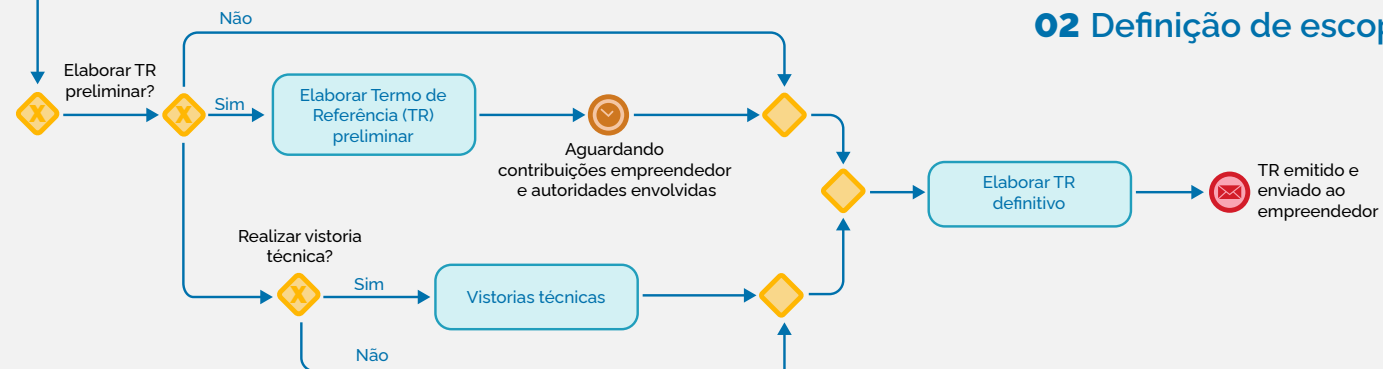 Não
02 Definição de escop
Elaborar TR
preliminar?
Sim
Elaborar Termo de
Referência (TR)
preliminar
Aguardando
contribuições empreendedor
e autoridades envolvidas
Elaborar TR
definitivo
TR emitido e
enviado ao
empreendedor
Realizar vistoria
técnica?
Sim
Vistorias técnicas
Não